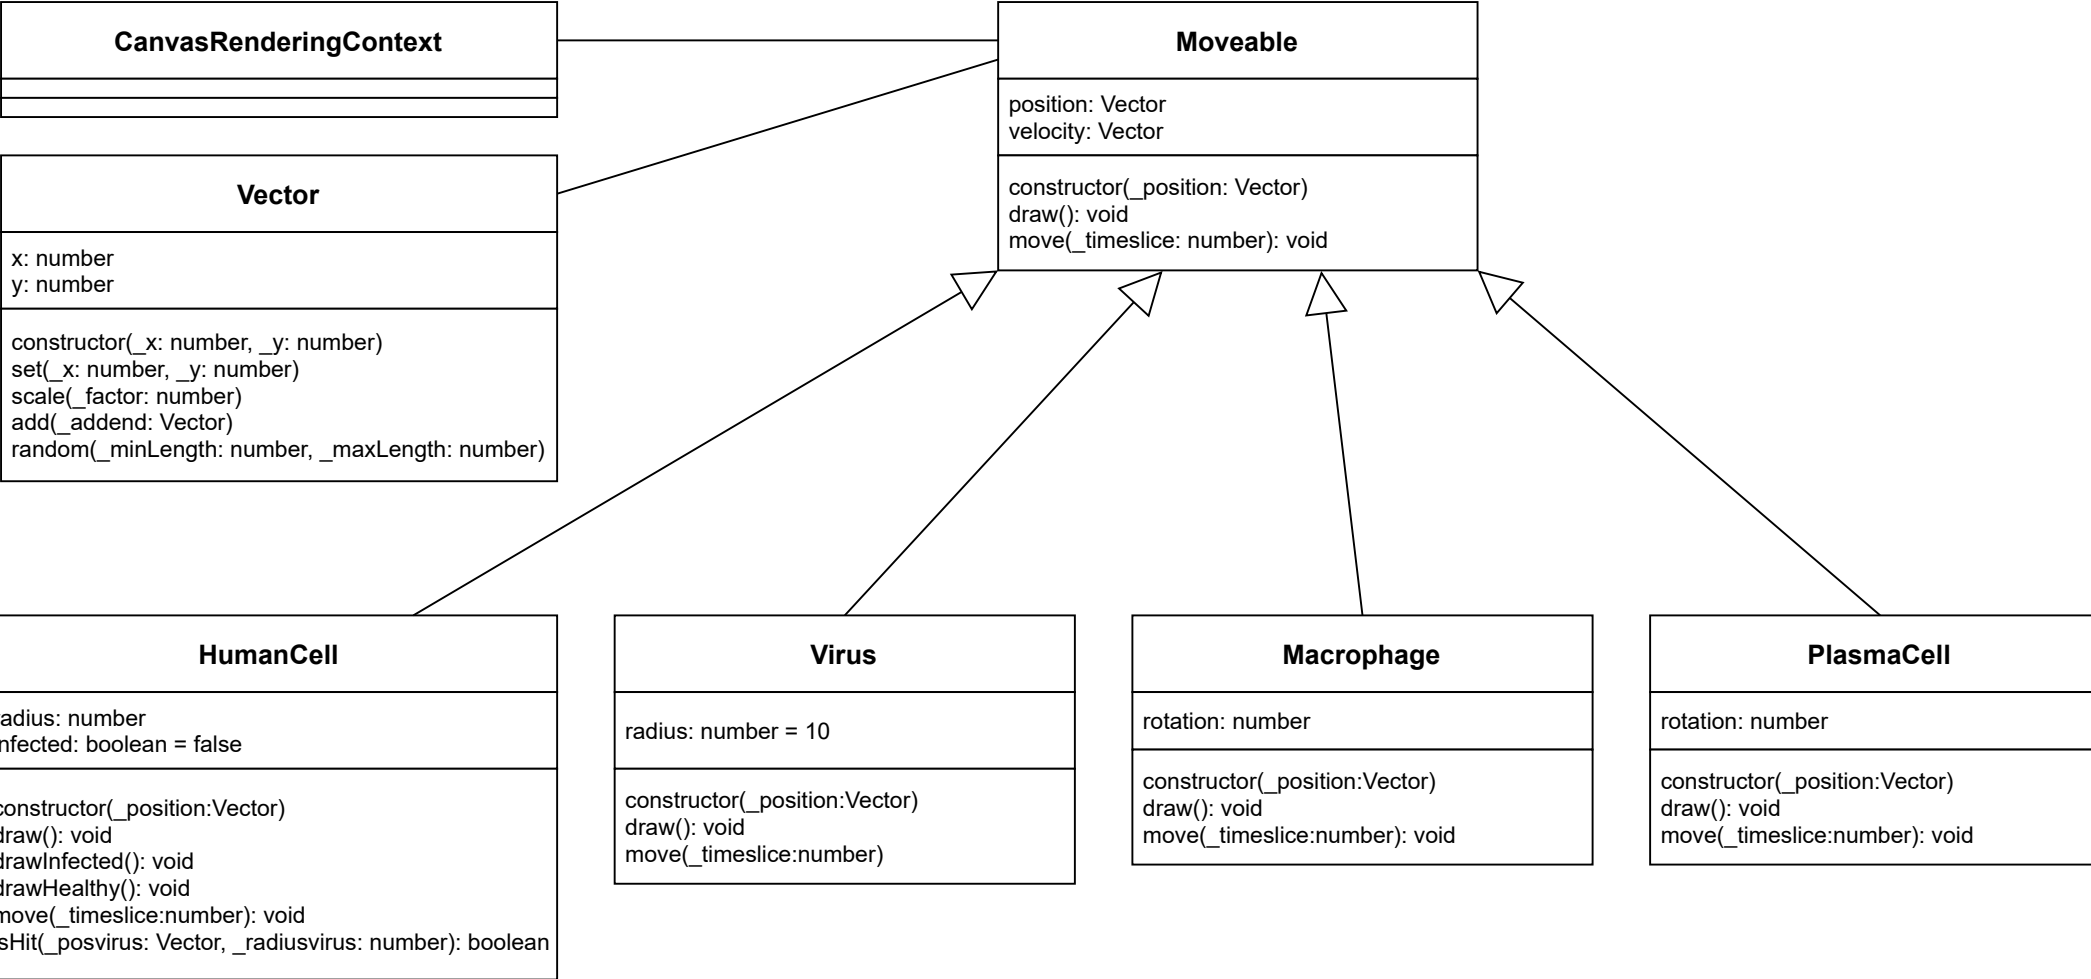 CanvasRenderingContext
Moveable
position: Vector
velocity: Vector
constructor(_position: Vector)
draw(): void
move(_timeslice: number): void
Vector
x: number
y: number
constructor(_x: number, _y: number)
set(_x: number, _y: number)
scale(_factor: number)
add(_addend: Vector)
random(_minLength: number, _maxLength: number)
HumanCell
radius: number
nfected: boolean = false
constructor(_position:Vector)
draw(): void
drawInfected(): void
drawHealthy(): void
move(_timeslice:number): void
sHit(_posvirus: Vector, _radiusvirus: number): boolean
Virus
radius: number = 10
constructor(_position:Vector)
draw(): void
move(_timeslice:number)
Macrophage
rotation: number
constructor(_position:Vector)
draw(): void
move(_timeslice:number): void
PlasmaCell
rotation: number
constructor(_position:Vector)
draw(): void
move(_timeslice:number): void